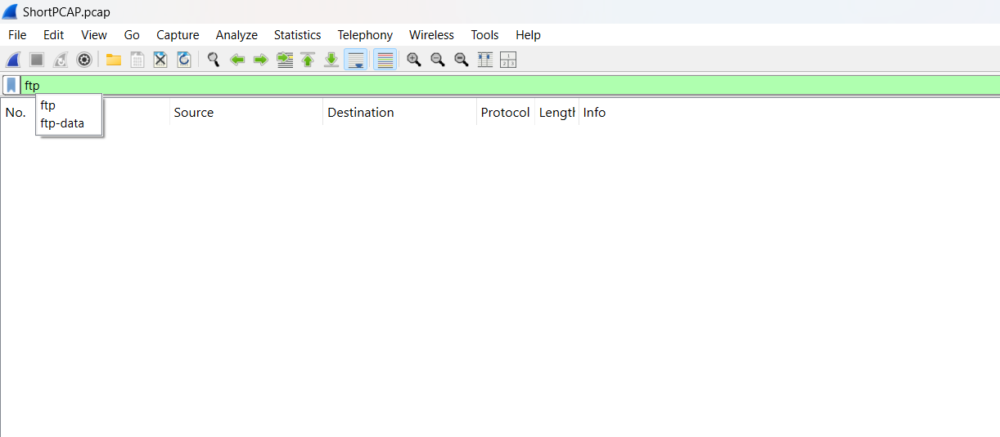 ShortPCAP.pcap
File Edit View Go Capture Analyze Statistics Telephony Wireless Tools Help
ftp
No. Source Destination Protocol Length Info
ftp
ftp-data